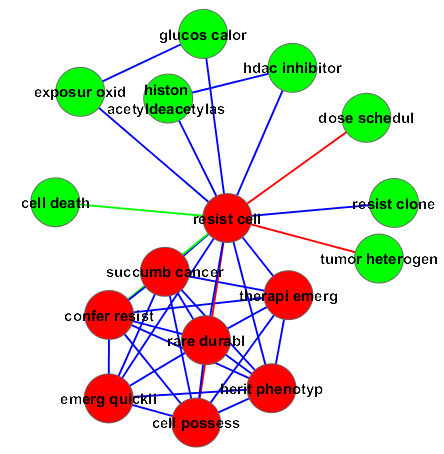 glucos calor
hdac inhibitor
exposur oxid
histon
acetyldeacetylas
dose schedul
cell death
resist clone
resist cell
tumor heterogen
succumb cancer
therapi emerg
confer resist
rare durabl
herit phenotyp
emerg quickli
cell possess